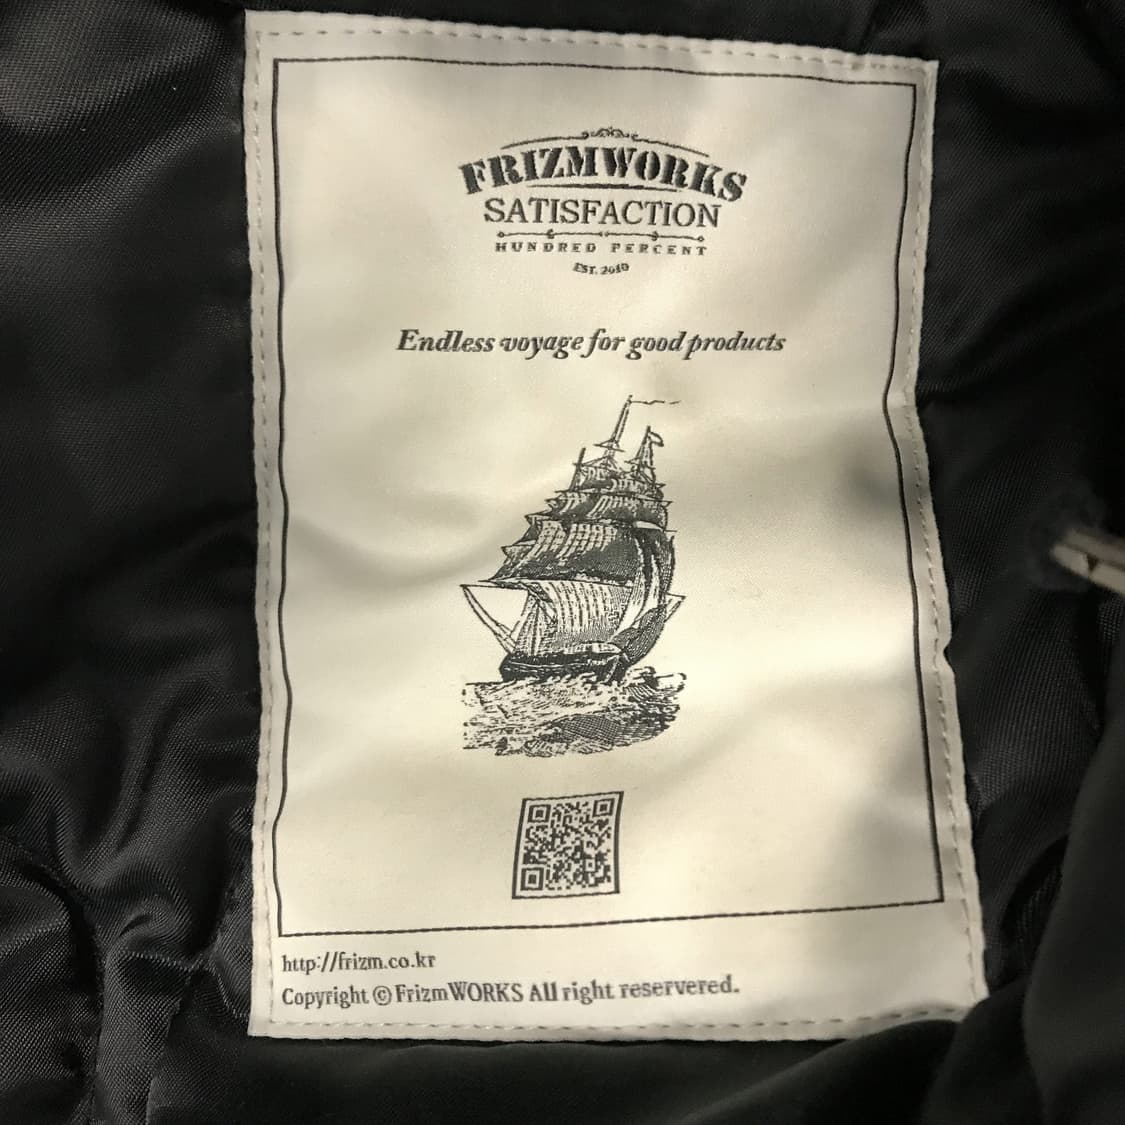 FRIZMWORKS
SATISFACTION
HUNDRED PERCENT
EST. 2010
Endless voyage for good products
http://frizm.co.kr
Copyright © FrizmWORKS All right reservered.